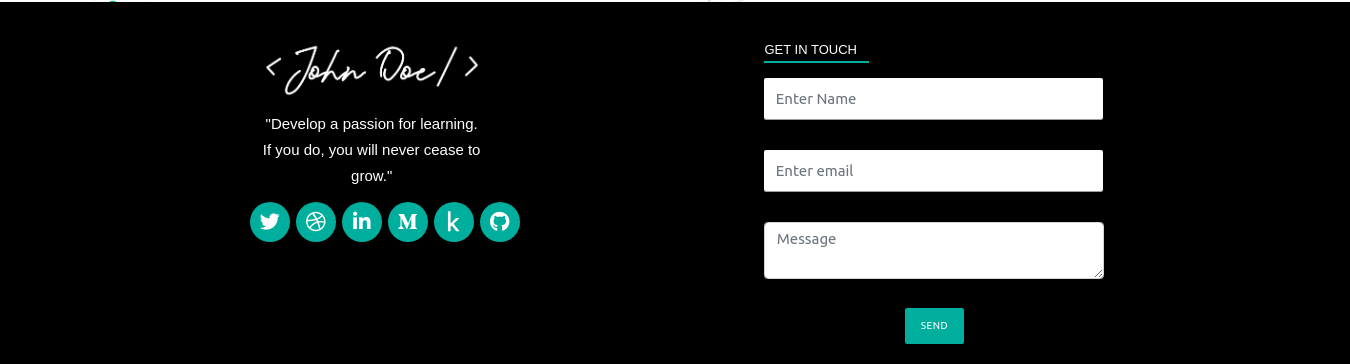 < John Doe/ >
"Develop a passion for learning.
If you do, you will never cease to
grow."
GET IN TOUCH
Enter Name
Enter email
Message
SEND